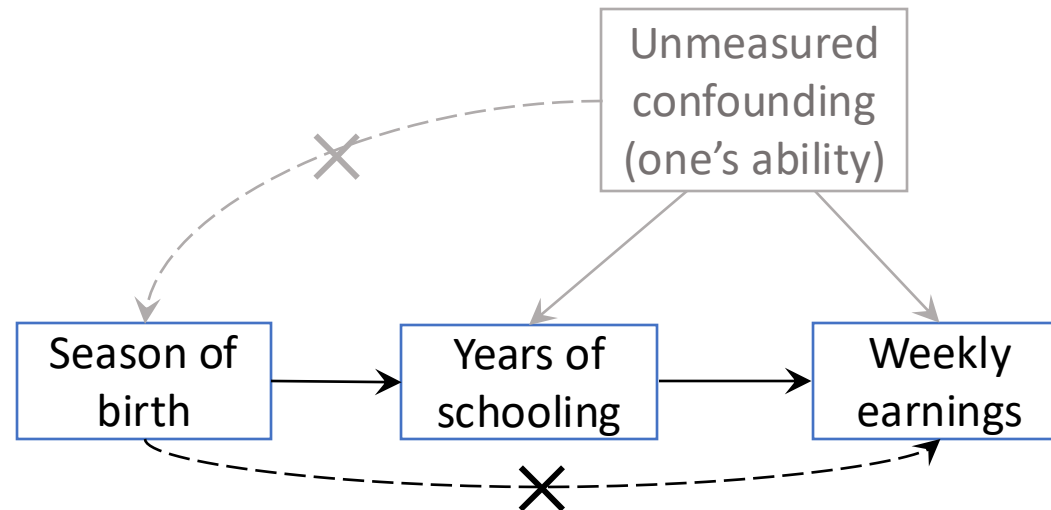 Unmeasured
confounding
(one’s ability)
Season of
birth
Years of
schooling
Weekly
earnings